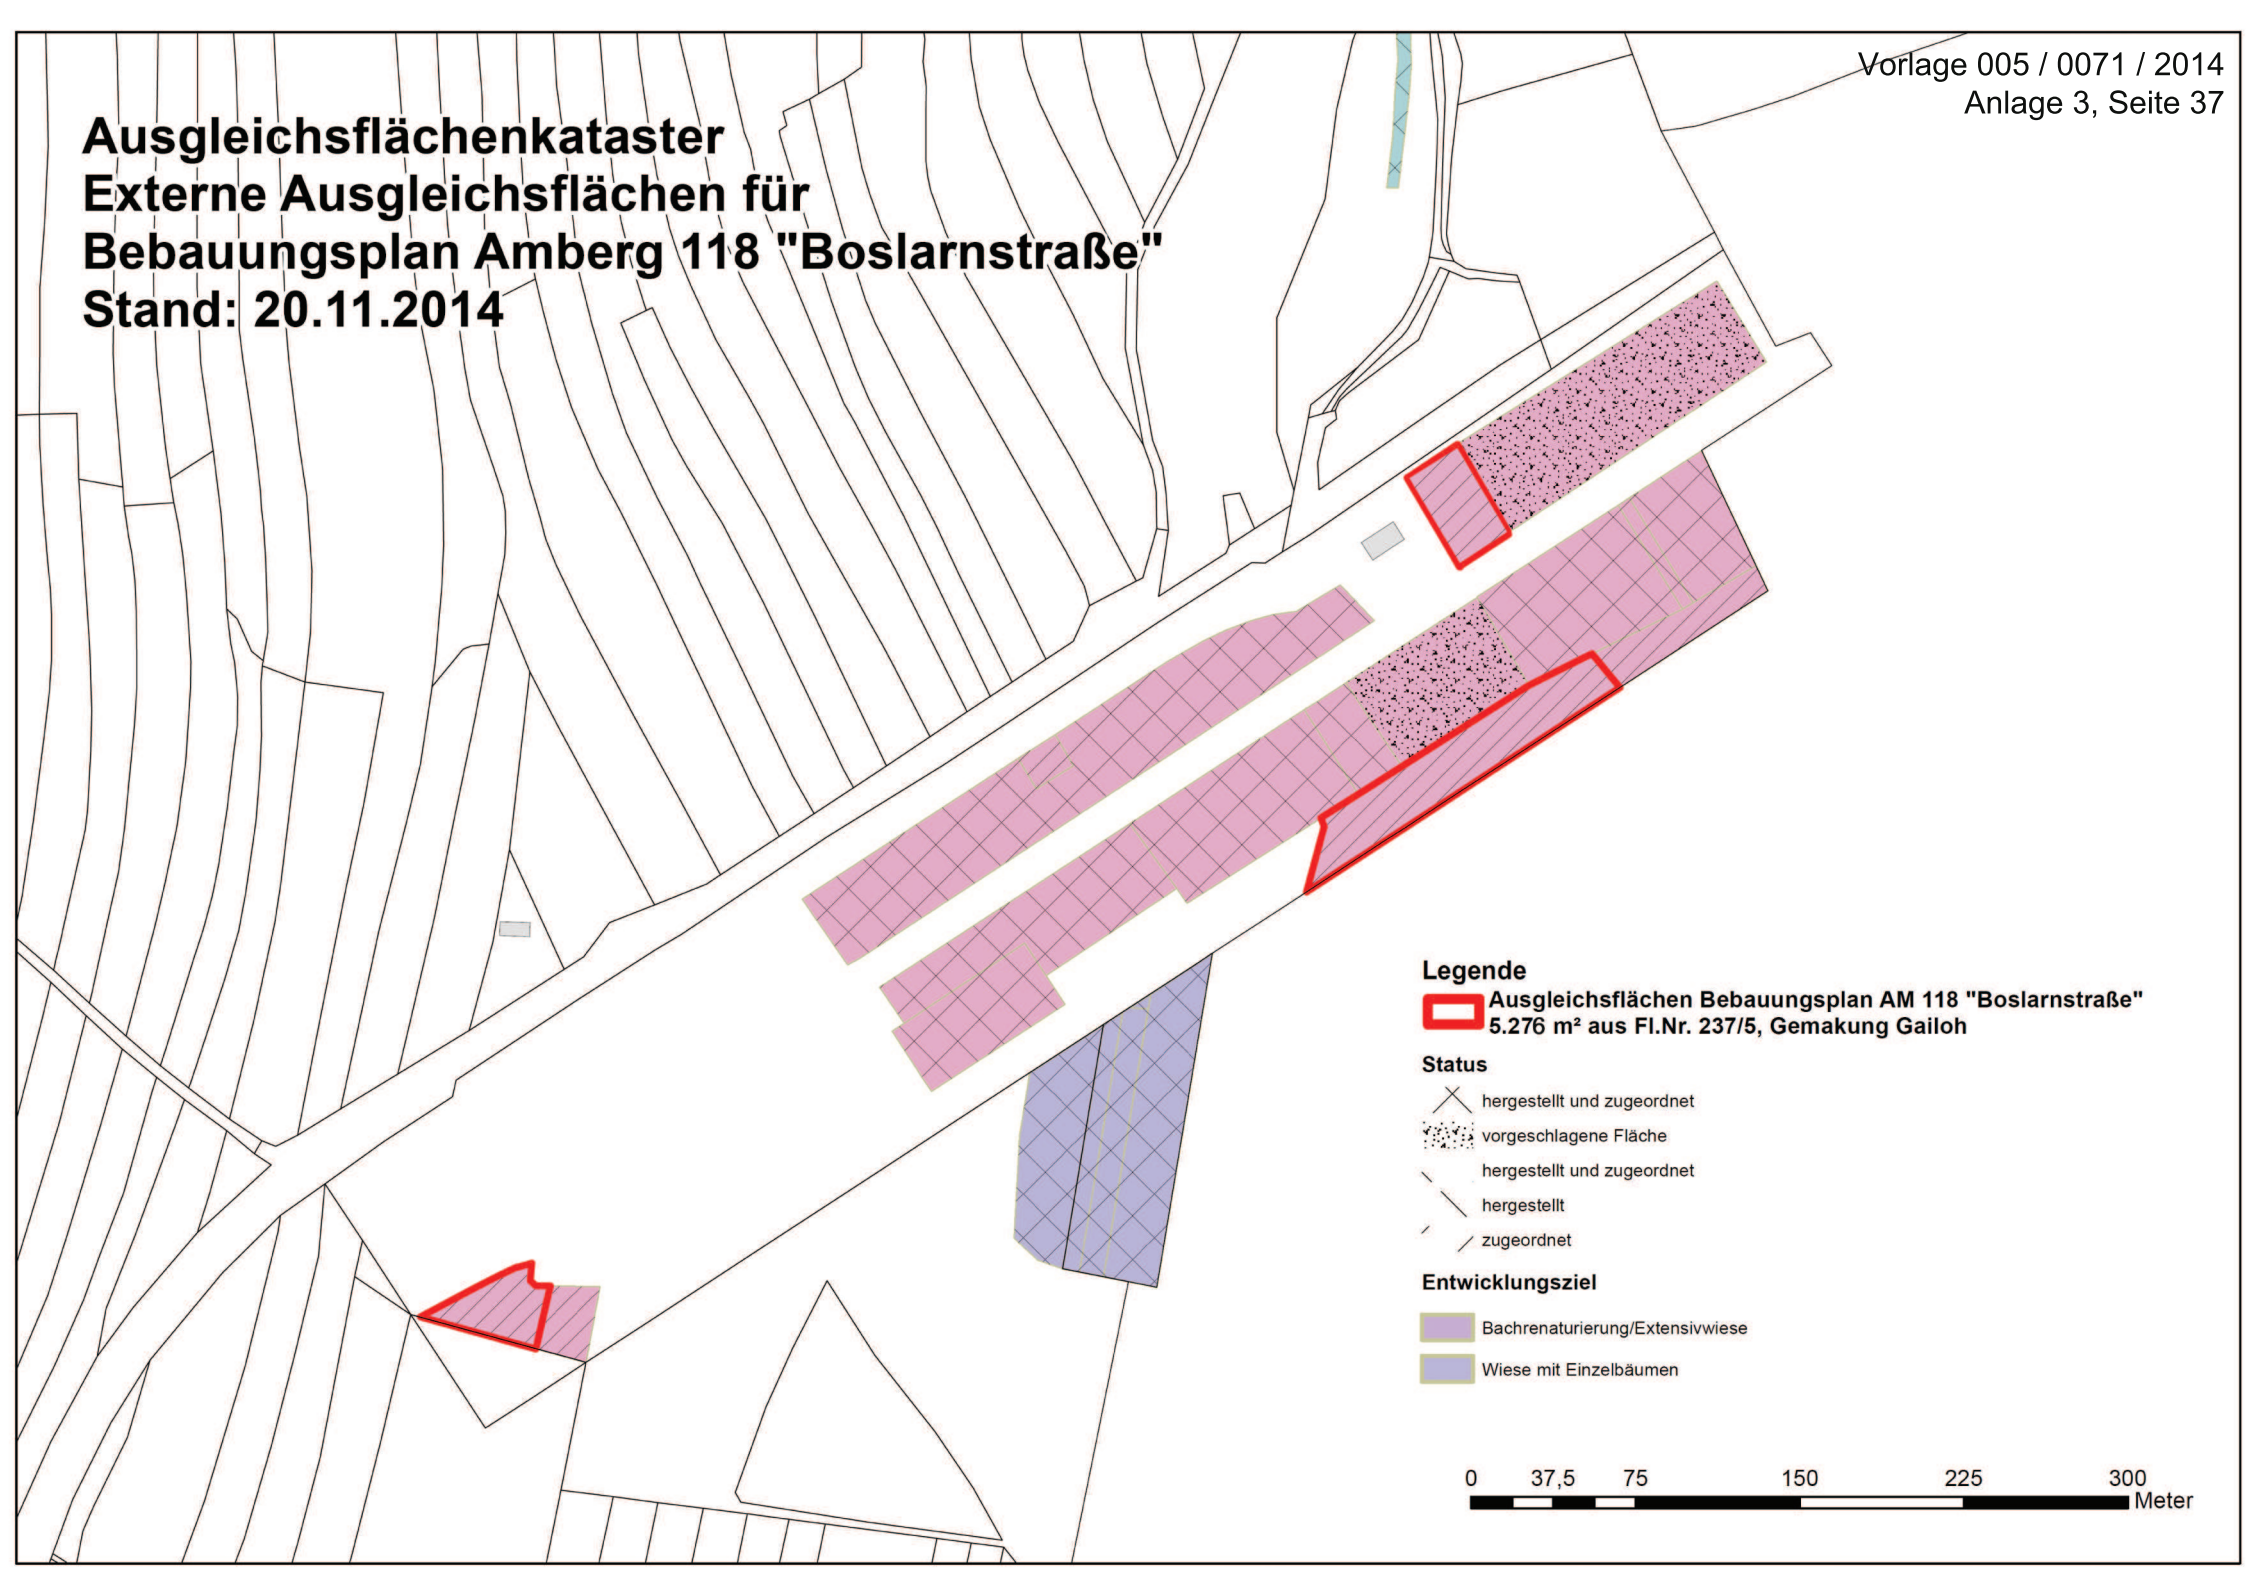 Vorlage 005 / 0071 / 2014
Anlage 3, Seite 37
Ausgleichsflächenkataster
Externe Ausgleichsflächen für
Bebauungsplan Amberg 118 "Boslarnstraße"
Stand: 20.11.2014
Legende
Ausgleichsflächen Bebauungsplan AM 118 "Boslarnstraße"
5.276 m² aus Fl.Nr. 237/5, Gemakung Gailoh
Status
hergestellt und zugeordnet
vorgeschlagene Fläche
hergestellt und zugeordnet
hergestellt
zugeordnet
Entwicklungsziel
Bachrenaturierung/Extensivwiese
Wiese mit Einzelbäumen
0 37,5 75 150 225 300
Meter